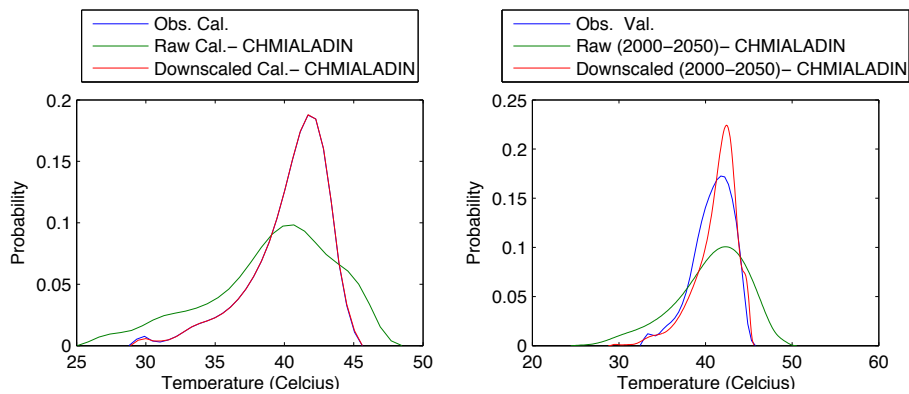 Obs. Cal.
Raw Cal.– CHMIALADIN
Downscaled Cal.– CHMIALADIN
0.2
0.15
0.1
0.05
0
25 30 35 40 45 50
Probability
Temperature (Celcius)
Obs. Val.
Raw (2000–2050)– CHMIALADIN
Downscaled (2000–2050)– CHMIALADIN
0.25
0.2
0.15
0.1
0.05
0
20 30 40 50 60
Probability
Temperature (Celcius)